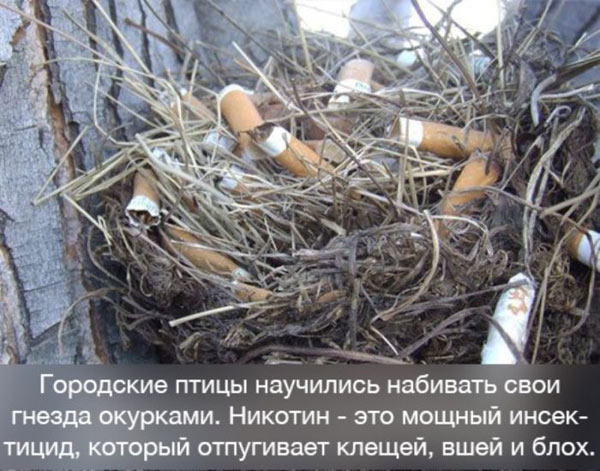 Городские птицы научились набивать свои
гнезда окурками. Никотин - это мощный инсек-
тицид, который отпугивает клещей, вшей и блох.